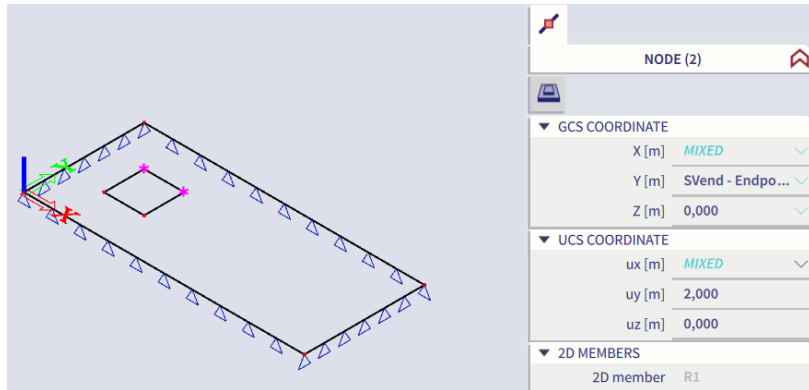 NODE (2)
GCS COORDINATE
X [m] MIXED
Y [m] SVend - Endpo...
Z [m] 0,000
UCS COORDINATE
ux [m] MIXED
uy [m] 2,000
uz [m] 0,000
2D MEMBERS
2D member R1
X
X